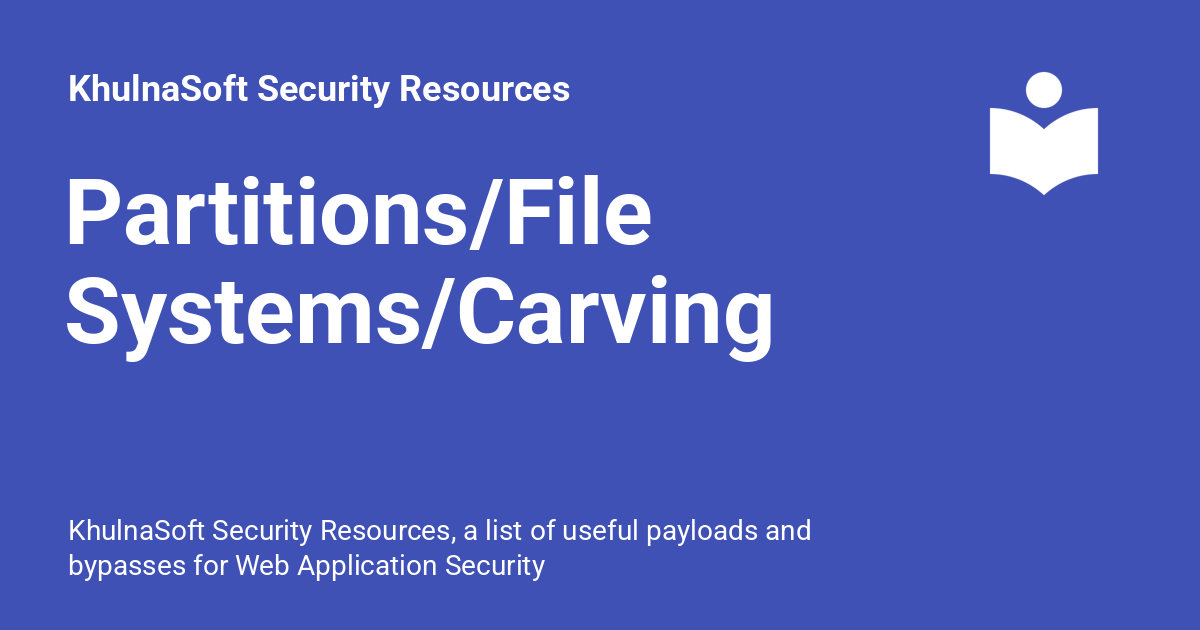 KhulnaSoft Security Resources
Partitions/File
Systems/Carving
KhulnaSoft Security Resources, a list of useful payloads and
bypasses for Web Application Security